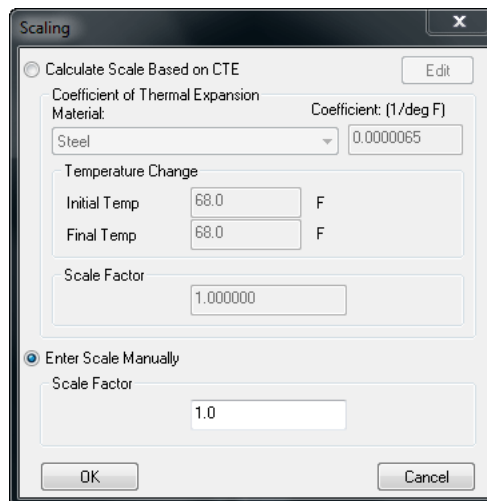 Scaling
x
Calculate Scale Based on CTE
Edit
Coefficient of Thermal Expansion
Material:
Coefficient: (1/deg F)
Steel
0.0000065
Temperature Change
Initial Temp 68.0 F
Final Temp 68.0 F
Scale Factor
1.000000
Enter Scale Manually
Scale Factor
1.0
OK Cancel